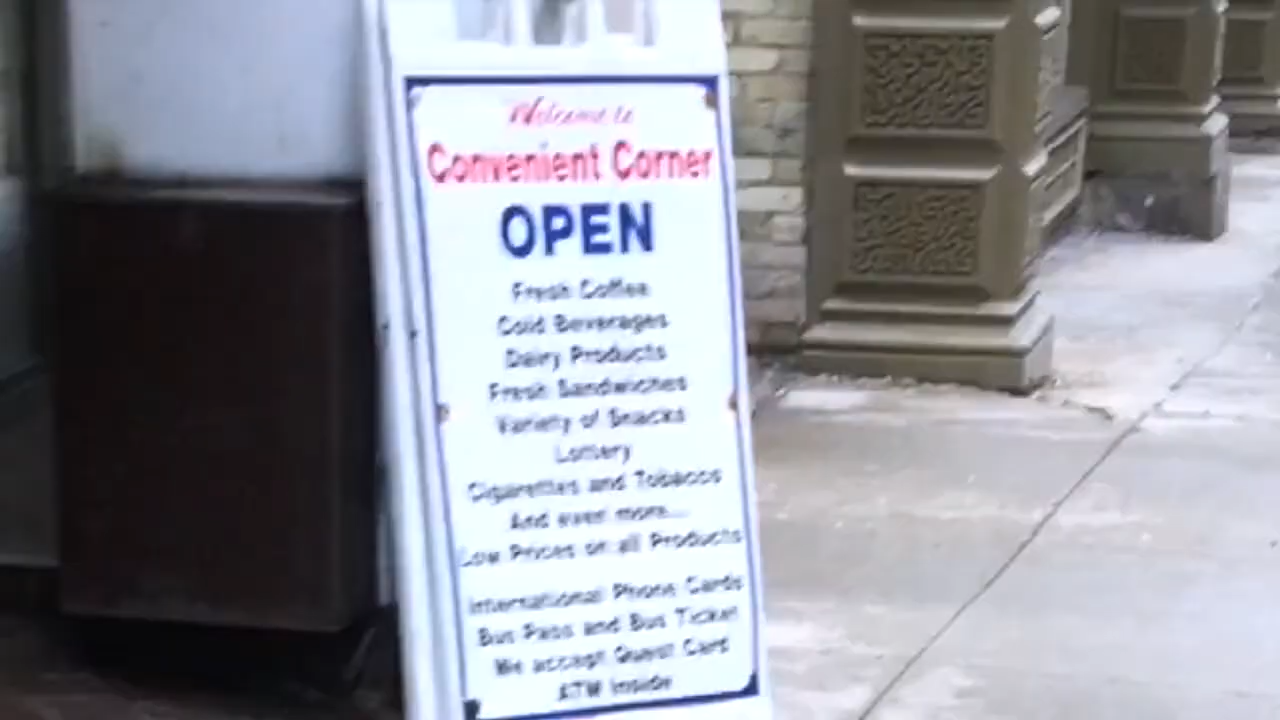 Welcome to
Convenient Corner
OPEN
Fresh Coffee
Cold Beverages
Dairy Products
Fresh Sandwiches
Variety of Snacks
Lottery
Cigarettes and Tobacco
And even more...
Low Prices on all Products
International Phone Cards
Bus Pass and Bus Ticket
We accept Quest Card
ATM Inside